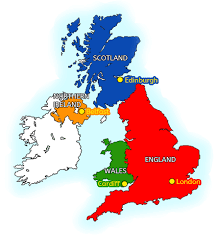 SCOTLAND
Edinburgh
NORTHERN
IRELAND
Belfast
WALES
ENGLAND
Cardiff
London